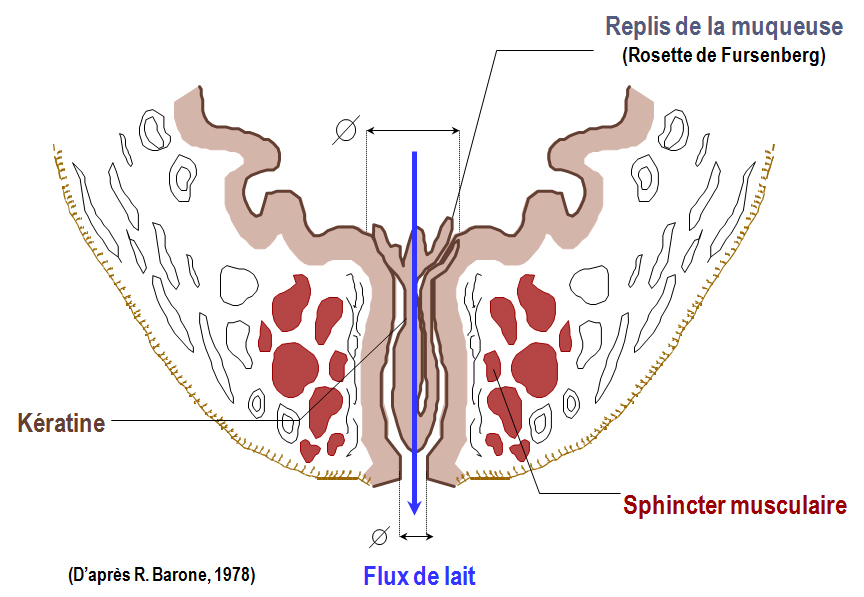 Replis de la muqueuse
(Rosette de Fursenberg)
∅
Kératine
Sphincter musculaire
∅
(D'après R. Barone, 1978)
Flux de lait